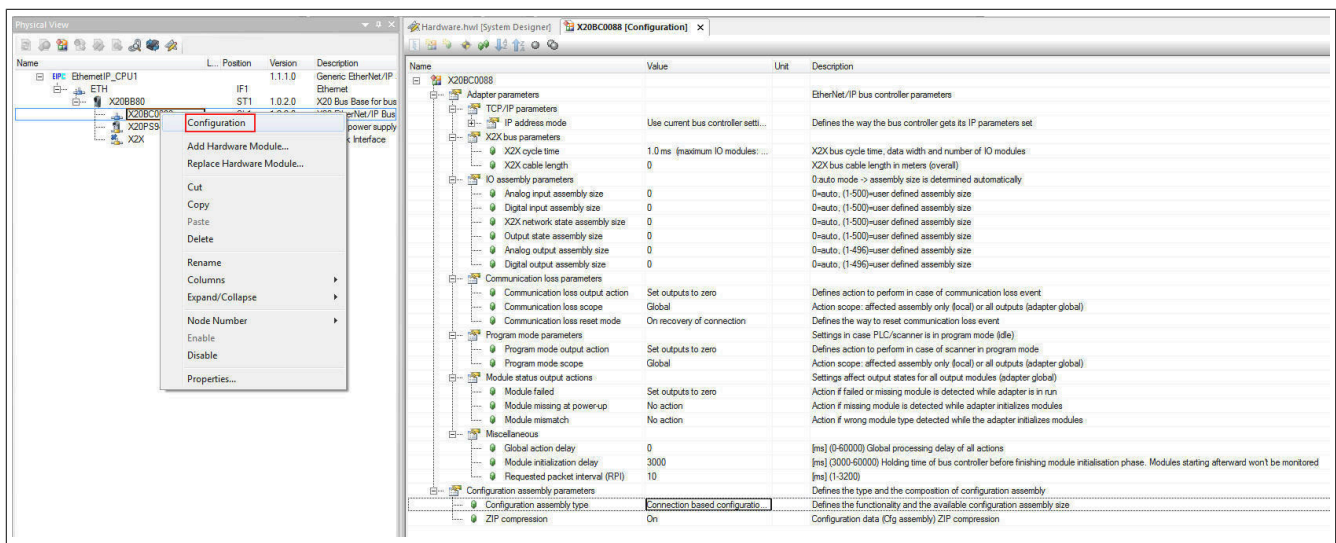 Physical View
Name L... Position Version Description
EthernetIP_CPU1 1.1.1.0 Generic EtherNet/IP
ETH IF1 Ethernet
X20BB80 ST1 1.0.2.0 X20 Bus Base for bus
X20BC0 erNet/IP Bus
X20PS9 power supply
X2X Interface
Configuration
Add Hardware Module...
Replace Hardware Module...
Cut
Copy
Paste
Delete
Rename
Columns
Expand/Collapse
Node Number
Enable
Disable
Properties...
Hardware.hwl [System Designer] X20BC0088 [Configuration] X
Name Value Unit Description
X20BC0088
Adapter parameters EtherNet/IP bus controller parameters
TCP/IP parameters
IP address mode Use current bus controller setti... Defines the way the bus controller gets its IP parameters set
X2X bus parameters
X2X cycle time 1.0 ms (maximum IO modules: ... X2X bus cycle time, data width and number of IO modules
X2X cable length 0 X2X bus cable length in meters (overall)
IO assembly parameters 0:auto mode -> assembly size is determined automatically
Analog input assembly size 0 0=auto, (1-500)=user defined assembly size
Digital input assembly size 0 0=auto, (1-500)=user defined assembly size
X2X network state assembly size 0 0=auto, (1-500)=user defined assembly size
Output state assembly size 0 0=auto, (1-500)=user defined assembly size
Analog output assembly size 0 0=auto, (1-496)=user defined assembly size
Digital output assembly size 0 0=auto, (1-496)=user defined assembly size
Communication loss parameters
Communication loss output action Set outputs to zero Defines action to perform in case of communication loss event
Communication loss scope Global Action scope: affected assembly only (local) or all outputs (adapter global)
Communication loss reset mode On recovery of connection Defines the way to reset communication loss event
Program mode parameters Settings in case PLC/scanner is in program mode (idle)
Program mode output action Set outputs to zero Defines action to perform in case of scanner in program mode
Program mode scope Global Action scope: affected assembly only (local) or all outputs (adapter global)
Module status output actions Settings affect output states for all output modules (adapter global)
Module failed Set outputs to zero Action if failed or missing module is detected while adapter is in run
Module missing at power-up No action Action if missing module is detected while adapter initializes modules
Module mismatch No action Action if wrong module type detected while the adapter initializes modules
Miscellaneous
Global action delay 0 [ms] (0-60000) Global processing delay of all actions
Module initialization delay 3000 [ms] (3000-60000) Holding time of bus controller before finishing module initialisation phase. Modules starting afterward won't be monitored
Requested packet interval (RPI) 10 [ms] (1-3200)
Configuration assembly parameters Defines the type and the composition of configuration assembly
Configuration assembly type Connection based configuratio... Defines the functionality and the available configuration assembly size
ZIP compression On Configuration data (Cfg assembly) ZIP compression